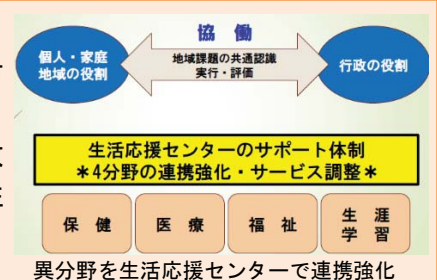 協働
個人・家庭
地域の役割
地域課題の共通認識
実行・評価
行政の役割
生活応援センターのサポート体制
＊4分野の連携強化・サービス調整＊
保健
医療
福祉
生涯
学習
異分野を生活応援センターで連携強化